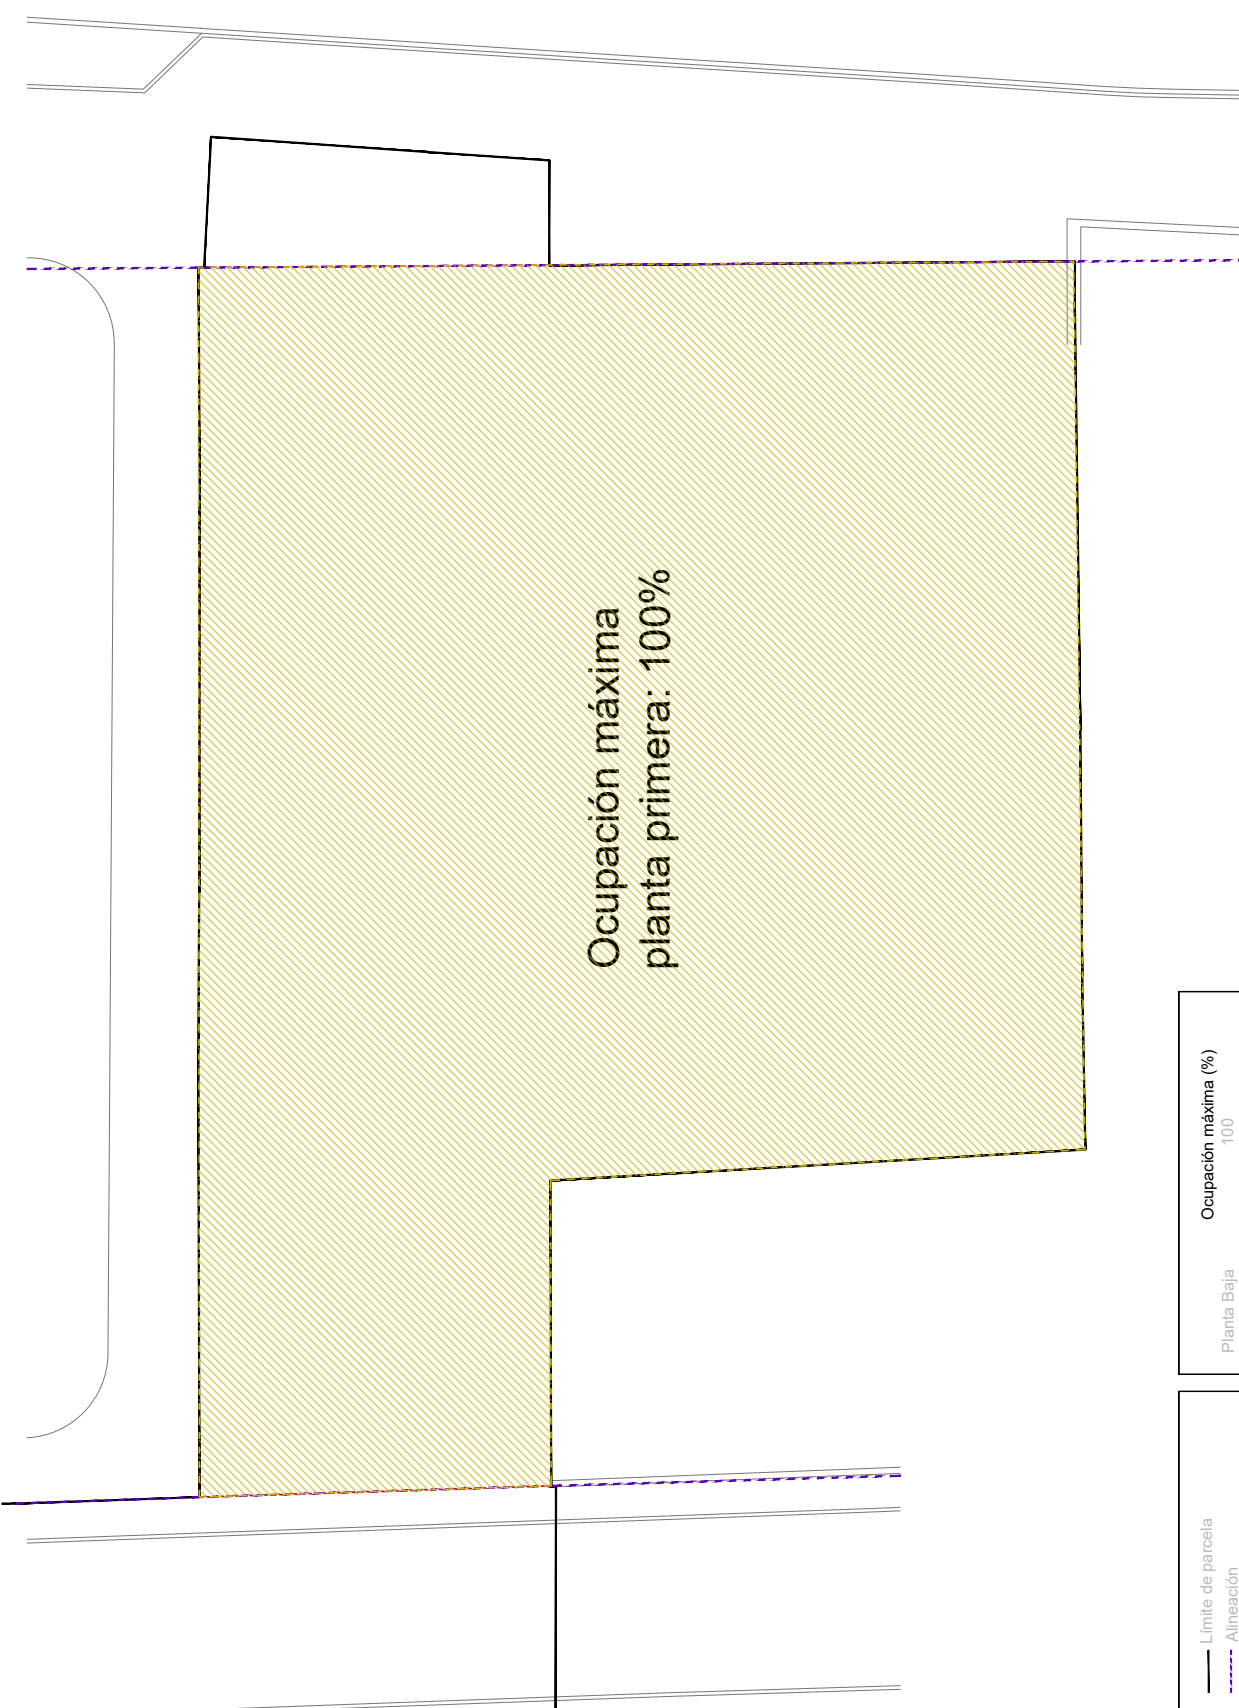 Ocupación máxima
planta primera: 100%
Ocupación máxima (%)
Planta Baja 100
Límite de parcela
Alineación